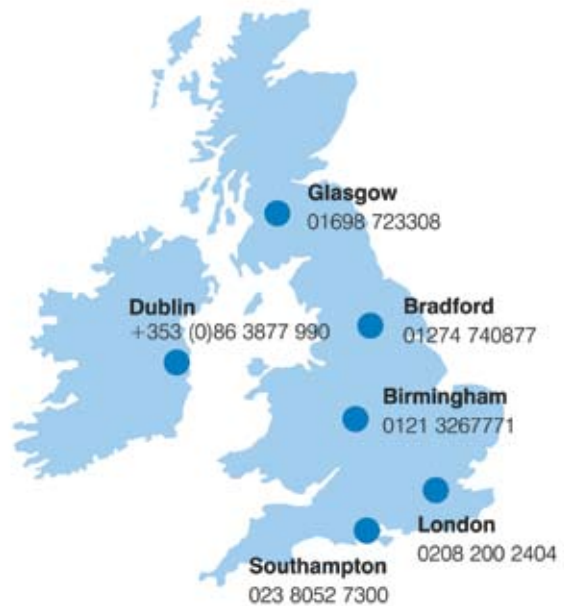 Glasgow
01698 723308
Dublin
+353 (0)86 3877 990
Bradford
01274 740877
Birmingham
0121 3267771
London
0208 200 2404
Southampton
023 8052 7300